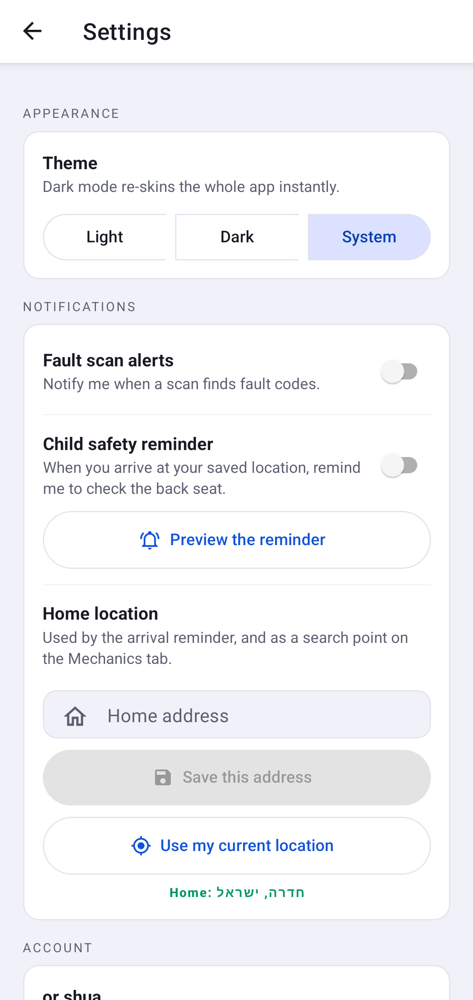 Settings
APPEARANCE
Theme
Dark mode re-skins the whole app instantly.
Light
Dark
System
NOTIFICATIONS
Fault scan alerts
Notify me when a scan finds fault codes.
Child safety reminder
When you arrive at your saved location, remind
me to check the back seat.
Preview the reminder
Home location
Used by the arrival reminder, and as a search point on
the Mechanics tab.
Home address
Save this address
Use my current location
Home: חדרה, ישראל
ACCOUNT
or shua